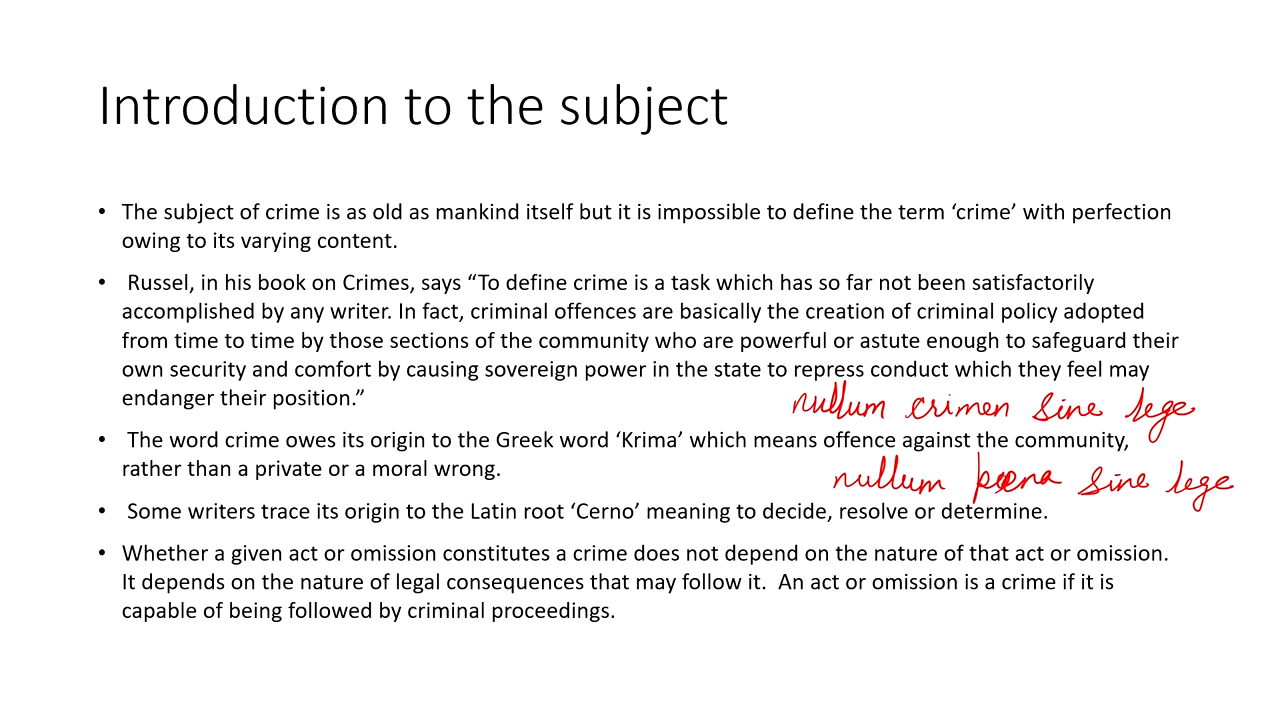 Introduction to the subject
• The subject of crime is as old as mankind itself but it is impossible to define the term ‘crime’ with perfection
owing to its varying content.
• Russel, in his book on Crimes, says “To define crime is a task which has so far not been satisfactorily
accomplished by any writer. In fact, criminal offences are basically the creation of criminal policy adopted
from time to time by those sections of the community who are powerful or astute enough to safeguard their
own security and comfort by causing sovereign power in the state to repress conduct which they feel may
endanger their position.”
nullum crimen sine lege
• The word crime owes its origin to the Greek word ‘Krima’ which means offence against the community,
rather than a private or a moral wrong.
nullum poena sine lege
• Some writers trace its origin to the Latin root ‘Cerno’ meaning to decide, resolve or determine.
• Whether a given act or omission constitutes a crime does not depend on the nature of that act or omission.
It depends on the nature of legal consequences that may follow it. An act or omission is a crime if it is
capable of being followed by criminal proceedings.